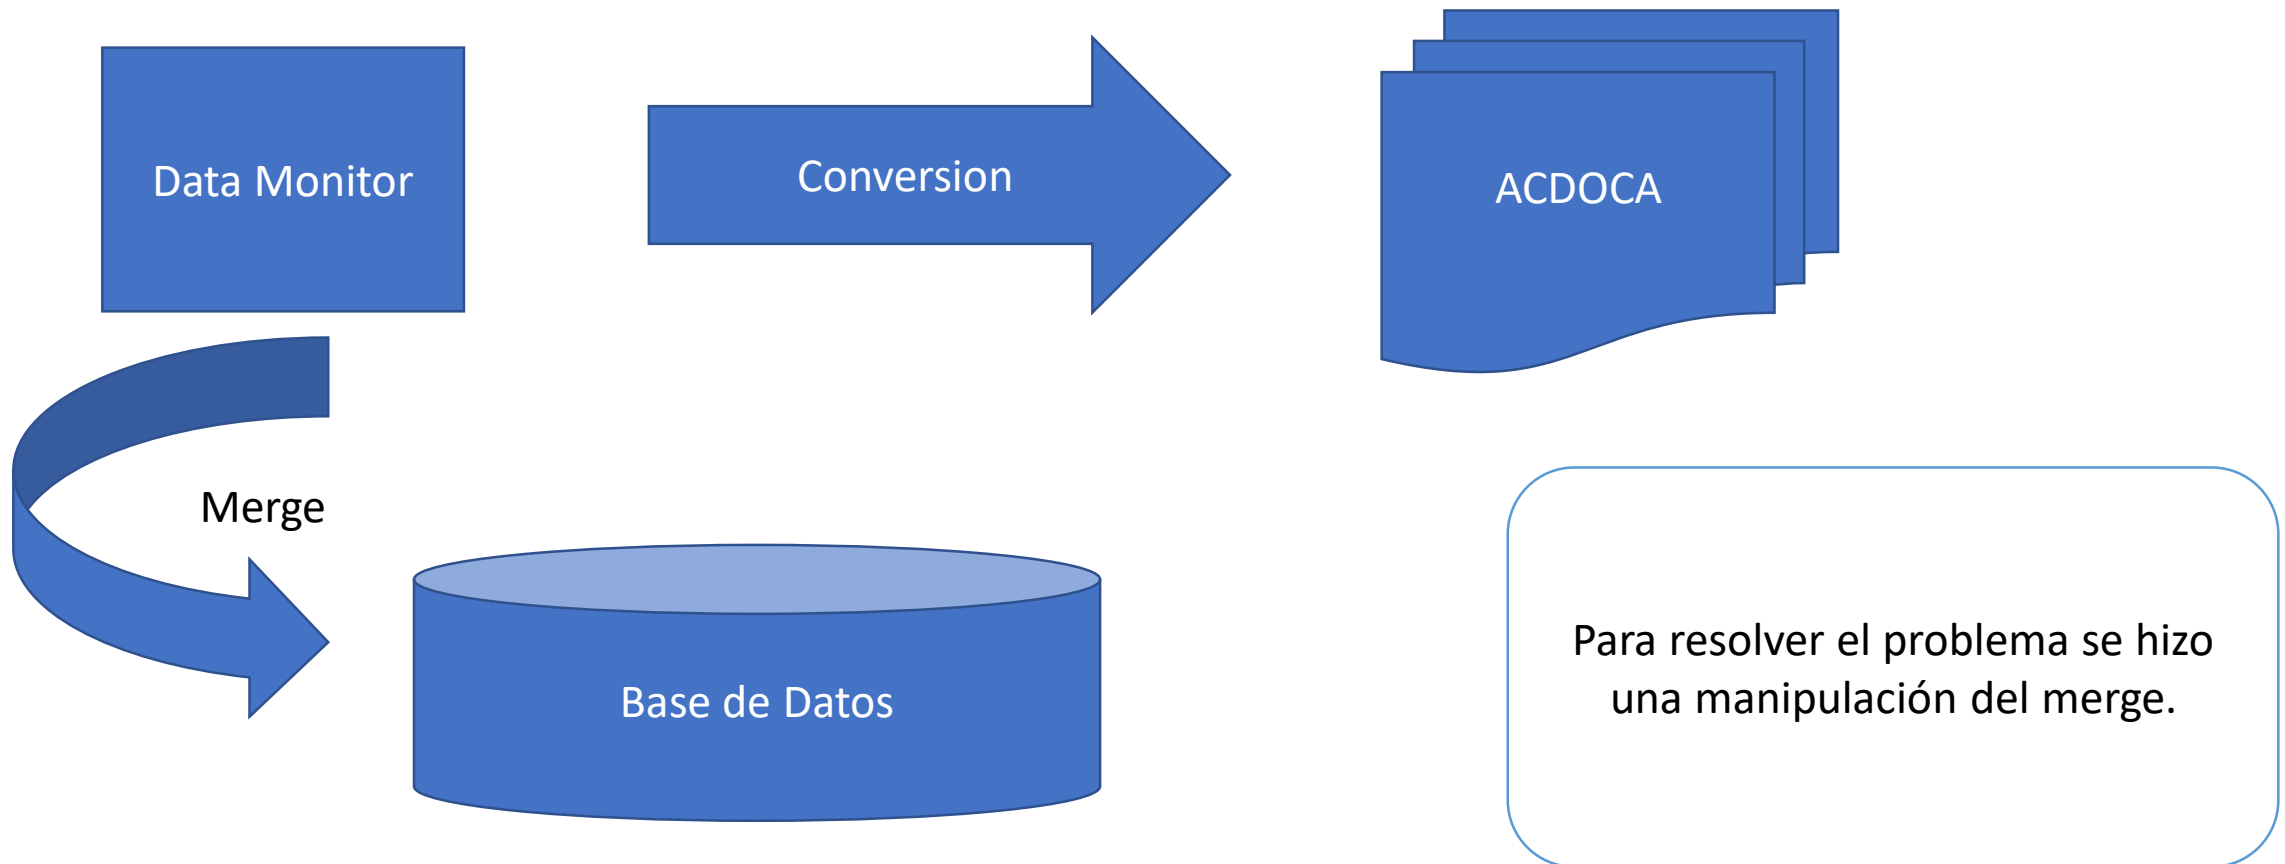 Data Monitor
Conversion
ACDOCA
Merge
Base de Datos
Para resolver el problema se hizo
una manipulación del merge.